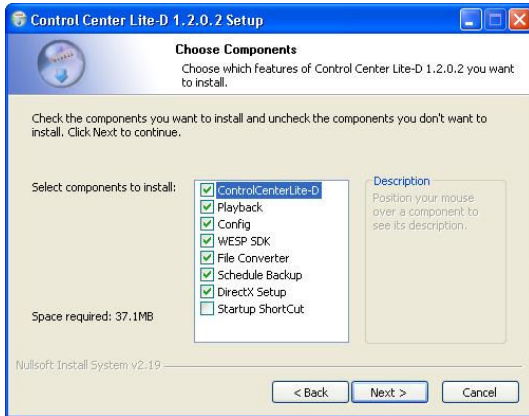 Control Center Lite-D 1.2.0.2 Setup
Choose Components
Choose which features of Control Center Lite-D 1.2.0.2 you want
to install.
Check the components you want to install and uncheck the components you don't want to
install. Click Next to continue.
Select components to install:
ControlCenterLite-D
Playback
Config
WESP SDK
File Converter
Schedule Backup
DirectX Setup
Startup ShortCut
Description
Position your mouse
over a component to
see its description.
Space required: 37.1MB
Nullsoft Install System v2.19
< Back
Next >
Cancel